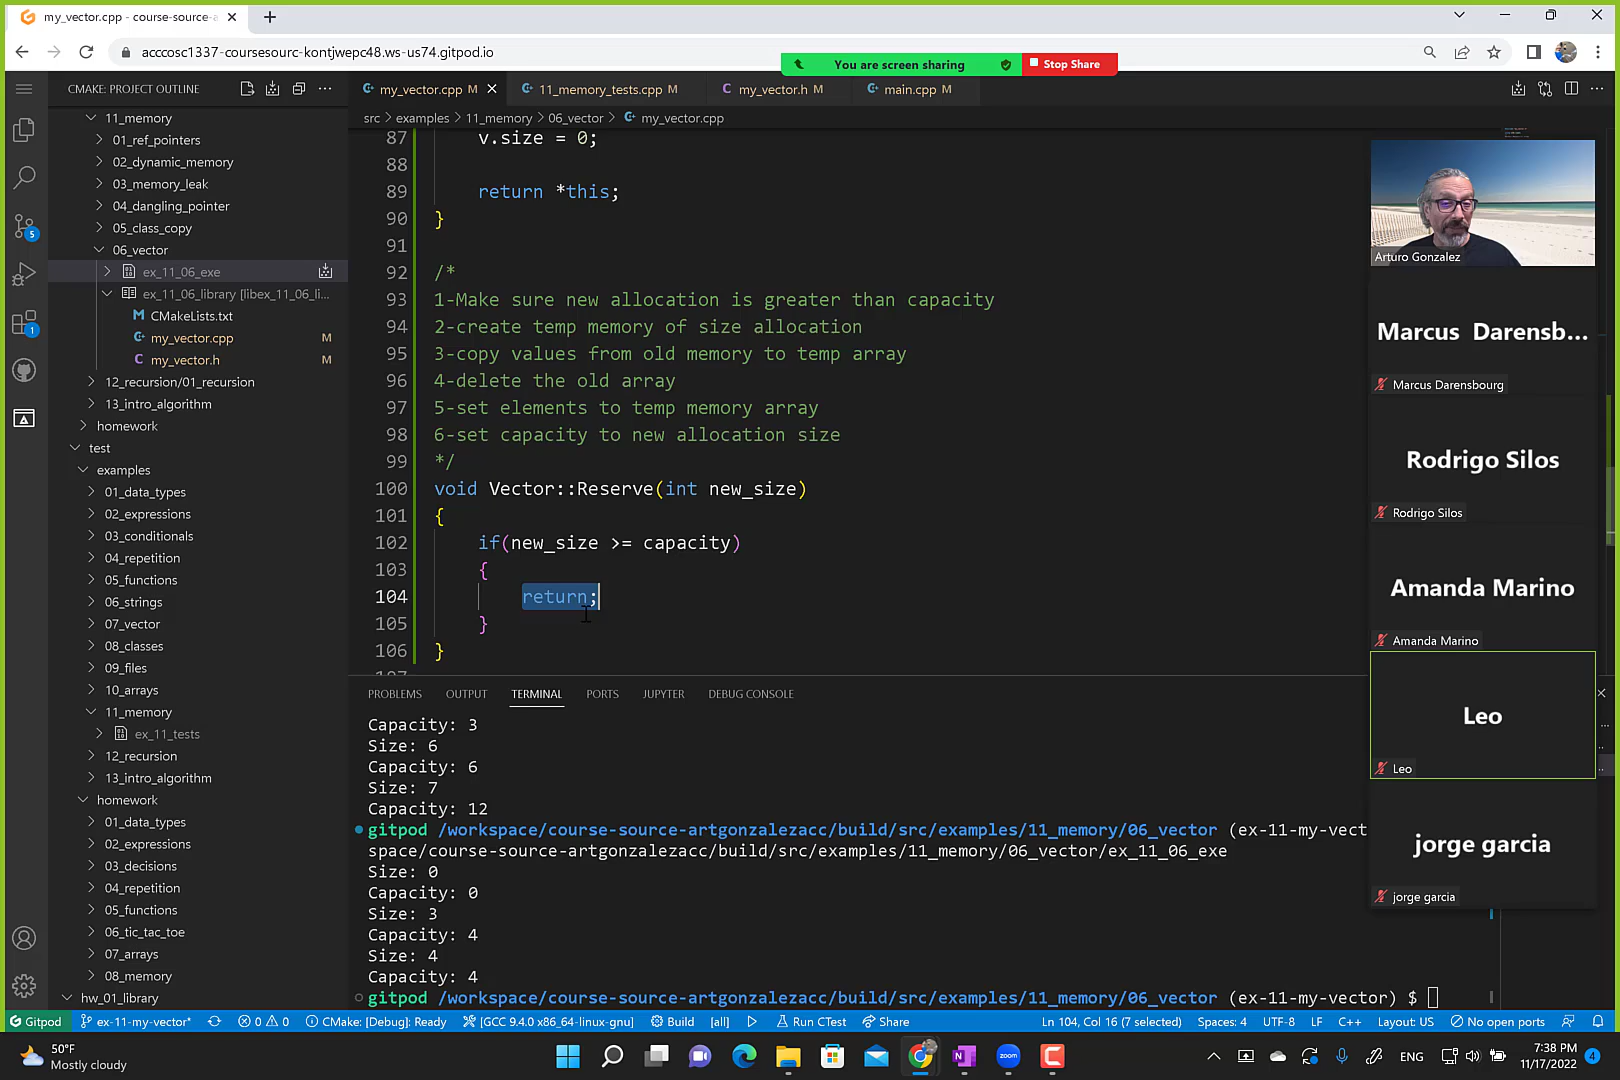 my_vector.cpp - course-source-a
acccosc1337-coursesourc-kontjwepc48.ws-us74.gitpod.io
You are screen sharing
Stop Share
CMAKE: PROJECT OUTLINE
my_vector.cpp M
11_memory_tests.cpp M
my_vector.h M
main.cpp M
src > examples > 11_memory > 06_vector > my_vector.cpp
11_memory
01_ref_pointers
02_dynamic_memory
03_memory_leak
04_dangling_pointer
05_class_copy
06_vector
ex_11_06_exe
ex_11_06_library [libex_11_06_li...
CMakeLists.txt
my_vector.cpp M
my_vector.h M
12_recursion/01_recursion
13_intro_algorithm
homework
test
examples
01_data_types
02_expressions
03_conditionals
04_repetition
05_functions
06_strings
07_vector
08_classes
09_files
10_arrays
11_memory
ex_11_tests
12_recursion
13_intro_algorithm
homework
01_data_types
02_expressions
03_decisions
04_repetition
05_functions
06_tic_tac_toe
07_arrays
08_memory
hw_01_library
5
1
87 v.size = 0;
88
89 return *this;
90 }
91
92 /*
93 1-Make sure new allocation is greater than capacity
94 2-create temp memory of size allocation
95 3-copy values from old memory to temp array
96 4-delete the old array
97 5-set elements to temp memory array
98 6-set capacity to new allocation size
99 */
100 void Vector::Reserve(int new_size)
101 {
102 if(new_size >= capacity)
103 {
104 return;
105 }
106 }
107
PROBLEMS OUTPUT TERMINAL PORTS JUPYTER DEBUG CONSOLE
Capacity: 3
Size: 6
Capacity: 6
Size: 7
Capacity: 12
gitpod /workspace/course-source-artgonzalezacc/build/src/examples/11_memory/06_vector (ex-11-my-vect
space/course-source-artgonzalezacc/build/src/examples/11_memory/06_vector/ex_11_06_exe
Size: 0
Capacity: 0
Size: 3
Capacity: 4
Size: 4
Capacity: 4
gitpod /workspace/course-source-artgonzalezacc/build/src/examples/11_memory/06_vector (ex-11-my-vector) $
Arturo Gonzalez
Marcus Darensb...
Marcus Darensbourg
Rodrigo Silos
Rodrigo Silos
Amanda Marino
Amanda Marino
Leo
Leo
jorge garcia
jorge garcia
Gitpod ex-11-my-vector* 0 0 CMake: [Debug]: Ready [GCC 9.4.0 x86_64-linux-gnu] Build [all] Run CTest Share Ln 104, Col 16 (7 selected) Spaces: 4 UTF-8 LF C++ Layout: US No open ports
50°F
Mostly cloudy
zoom
ENG
7:38 PM
11/17/2022
4